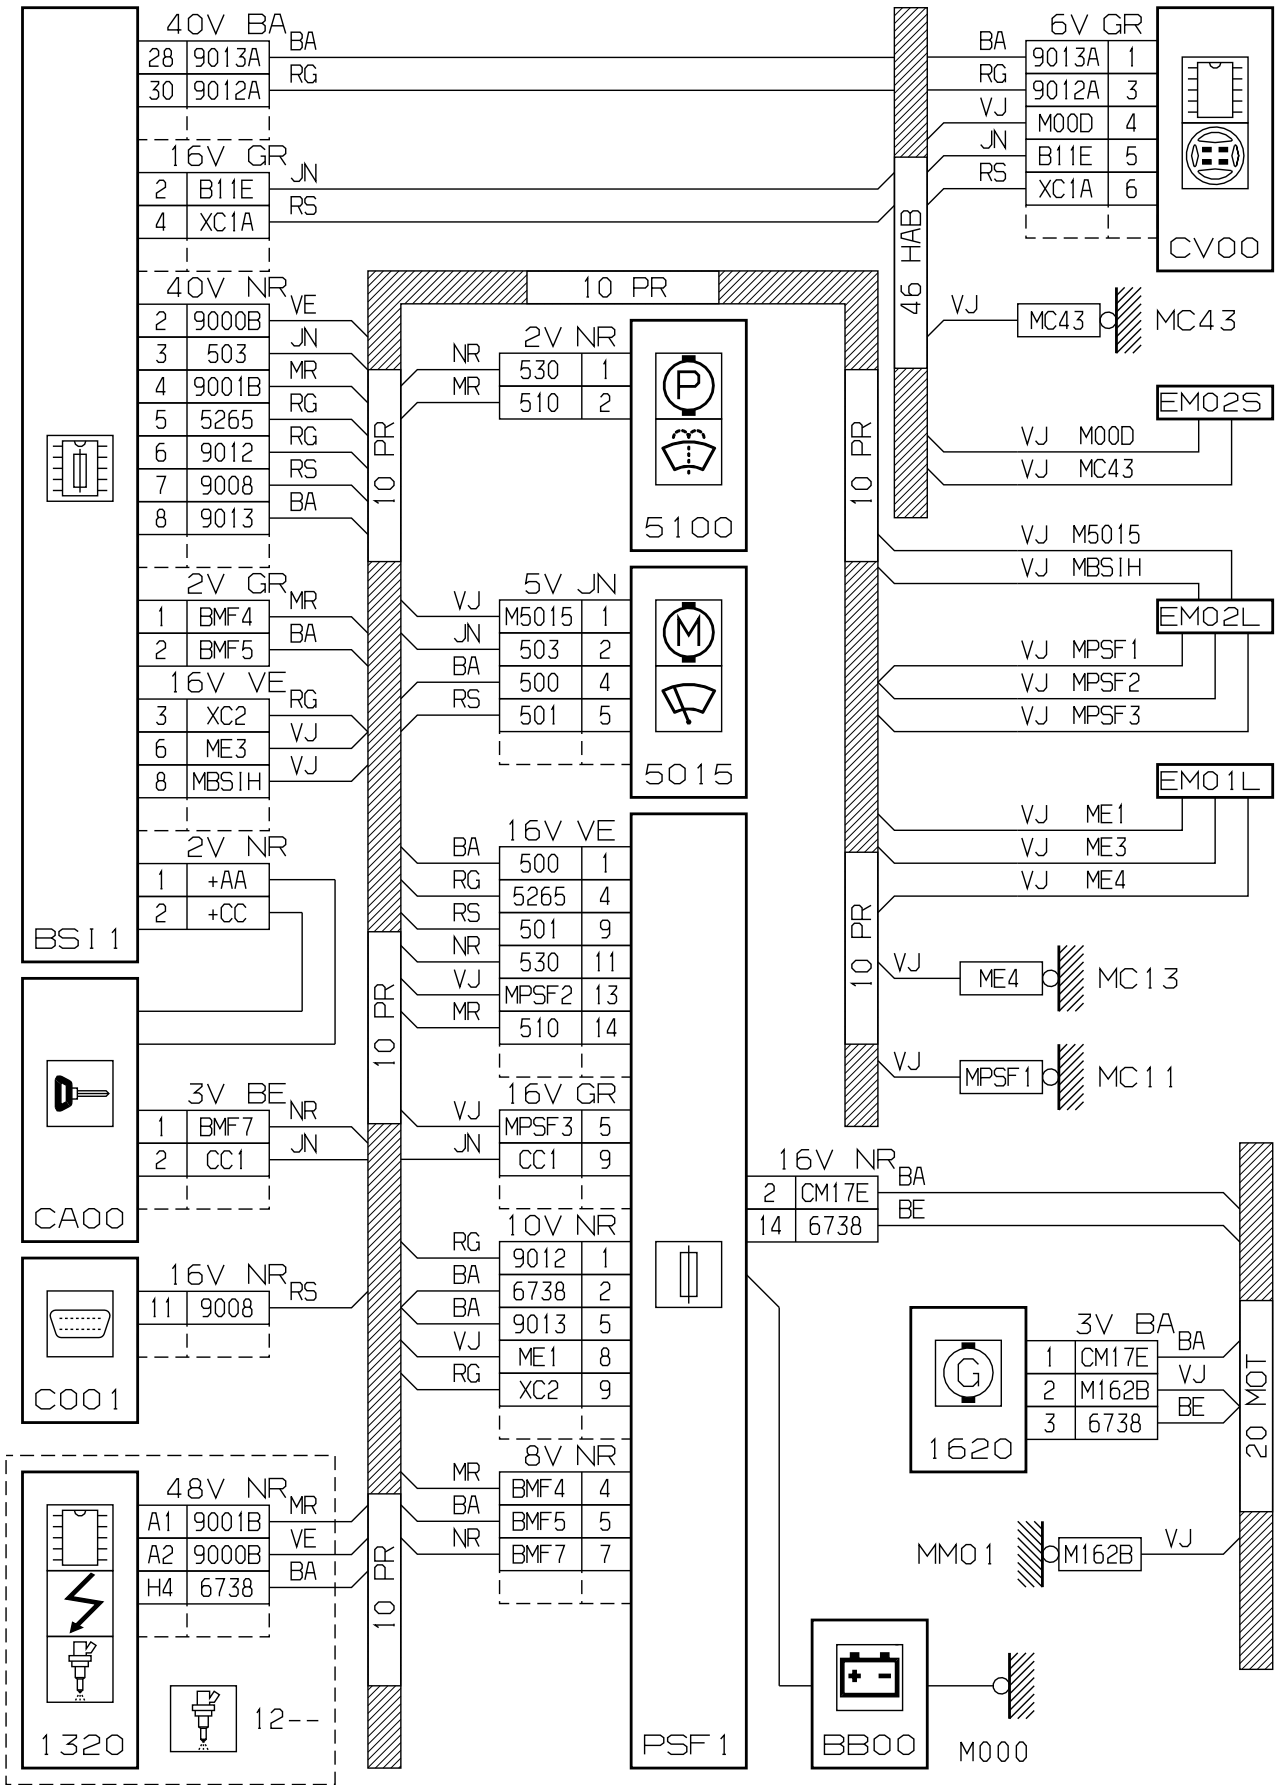 BSI1
40V BA
28 9013A BA
30 9012A RG
16V GR
2 B11E JN
4 XC1A RS
40V NR
2 9000B VE
3 503 JN
4 9001B MR
5 5265 RG
6 9012 RG
7 9008 RS
8 9013 BA
2V GR
1 BMF4 MR
2 BMF5 BA
16V VE
3 XC2 RG
6 ME3 VJ
8 MBSIH VJ
2V NR
1 +AA
2 +CC
CA00
3V BE
1 BMF7 NR
2 CC1 JN
C001
16V NR
11 9008 RS
1320
48V NR
A1 9001B MR
A2 9000B VE
H4 6738 BA
12--
10 PR
10 PR
10 PR
10 PR
10 PR
10 PR
2V NR
NR 530 1
MR 510 2
P
5100
5V JN
VJ M5015 1
JN 503 2
BA 500 4
RS 501 5
M
5015
16V VE
BA 500 1
RG 5265 4
RS 501 9
NR 530 11
VJ MPSF2 13
MR 510 14
16V GR
VJ MPSF3 5
JN CC1 9
10V NR
RG 9012 1
BA 6738 2
BA 9013 5
VJ ME1 8
RG XC2 9
8V NR
MR BMF4 4
BA BMF5 5
NR BMF7 7
PSF1
16V NR
2 CM17E BA
14 6738 BE
46 HAB
6V GR
BA 9013A 1
RG 9012A 3
VJ M00D 4
JN B11E 5
RS XC1A 6
CV00
VJ MC43 MC43
EM02S
VJ M00D
VJ MC43
VJ M5015
VJ MBSIH
EM02L
VJ MPSF1
VJ MPSF2
VJ MPSF3
EM01L
VJ ME1
VJ ME3
VJ ME4
VJ ME4 MC13
VJ MPSF1 MC11
G
1620
3V BA
1 CM17E BA
2 M162B VJ
3 6738 BE
20 MOT
MM01 M162B VJ
+ -
BB00
M000